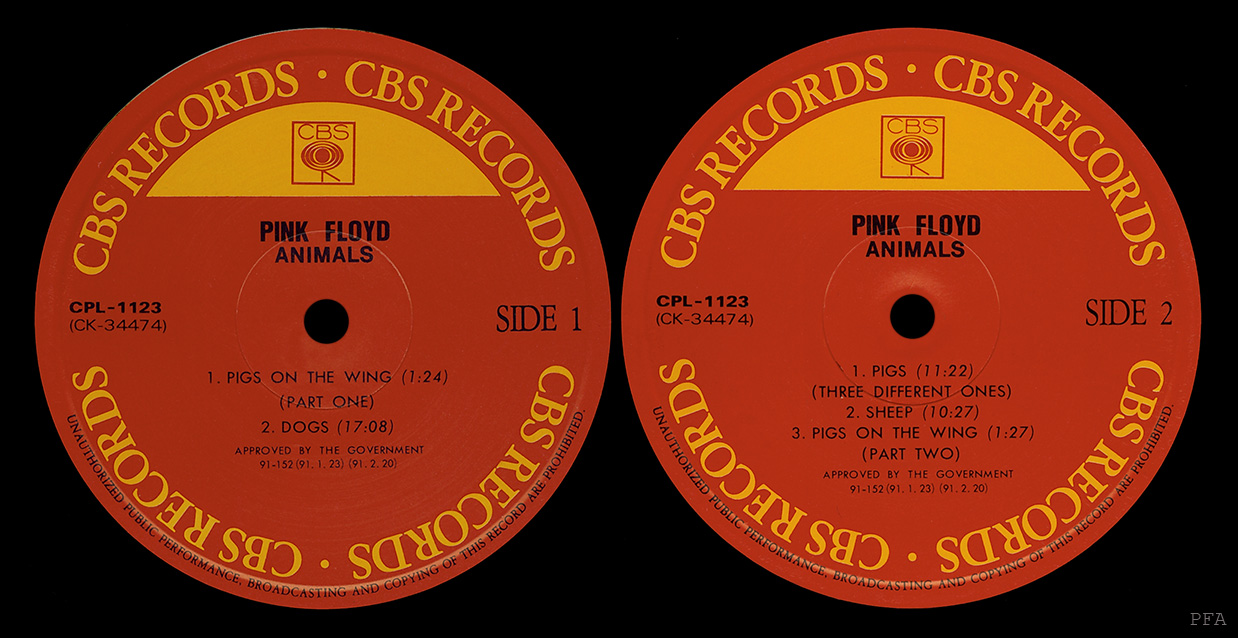 CBS RECORDS · CBS RECORDS
CBS
PINK FLOYD
ANIMALS
CPL-1123
(CK-34474)
SIDE 1
1. PIGS ON THE WING (1:24)
(PART ONE)
2. DOGS (17:08)
APPROVED BY THE GOVERNMENT
91-152 (91. 1. 23) (91. 2. 20)
CBS RECORDS · CBS RECORDS
UNAUTHORIZED PUBLIC PERFORMANCE, BROADCASTING AND COPYING OF THIS RECORD ARE PROHIBITED.
CBS RECORDS · CBS RECORDS
CBS
PINK FLOYD
ANIMALS
CPL-1123
(CK-34474)
SIDE 2
1. PIGS (11:22)
(THREE DIFFERENT ONES)
2. SHEEP (10:27)
3. PIGS ON THE WING (1:27)
(PART TWO)
APPROVED BY THE GOVERNMENT
91-152 (91. 1. 23) (91. 2. 20)
CBS RECORDS · CBS RECORDS
UNAUTHORIZED PUBLIC PERFORMANCE, BROADCASTING AND COPYING OF THIS RECORD ARE PROHIBITED.
PFA